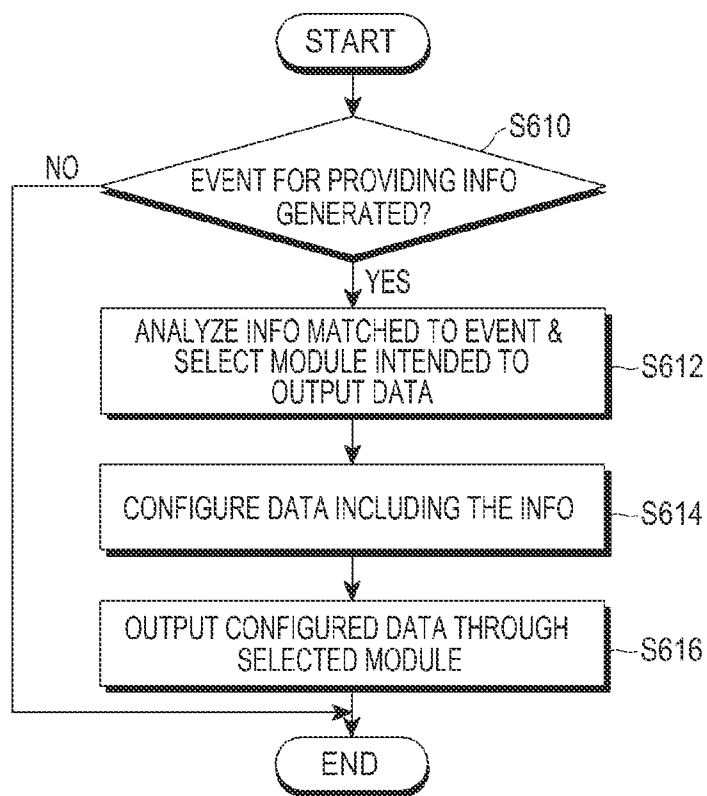 START
S610
NO
EVENT FOR PROVIDING INFO
GENERATED?
YES
ANALYZE INFO MATCHED TO EVENT &
SELECT MODULE INTENDED TO
OUTPUT DATA
S612
CONFIGURE DATA INCLUDING THE INFO
S614
OUTPUT CONFIGURED DATA THROUGH
SELECTED MODULE
S616
END